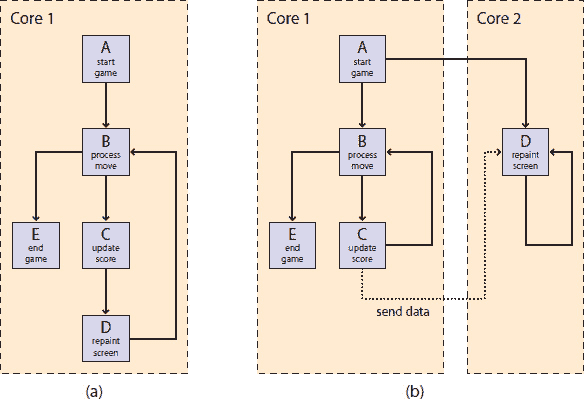 Core 1
A
start
game
B
process
move
E
end
game
C
update
score
D
repaint
screen
(a)
Core 1
Core 2
A
start
game
B
process
move
D
repaint
screen
E
end
game
C
update
score
send data
(b)